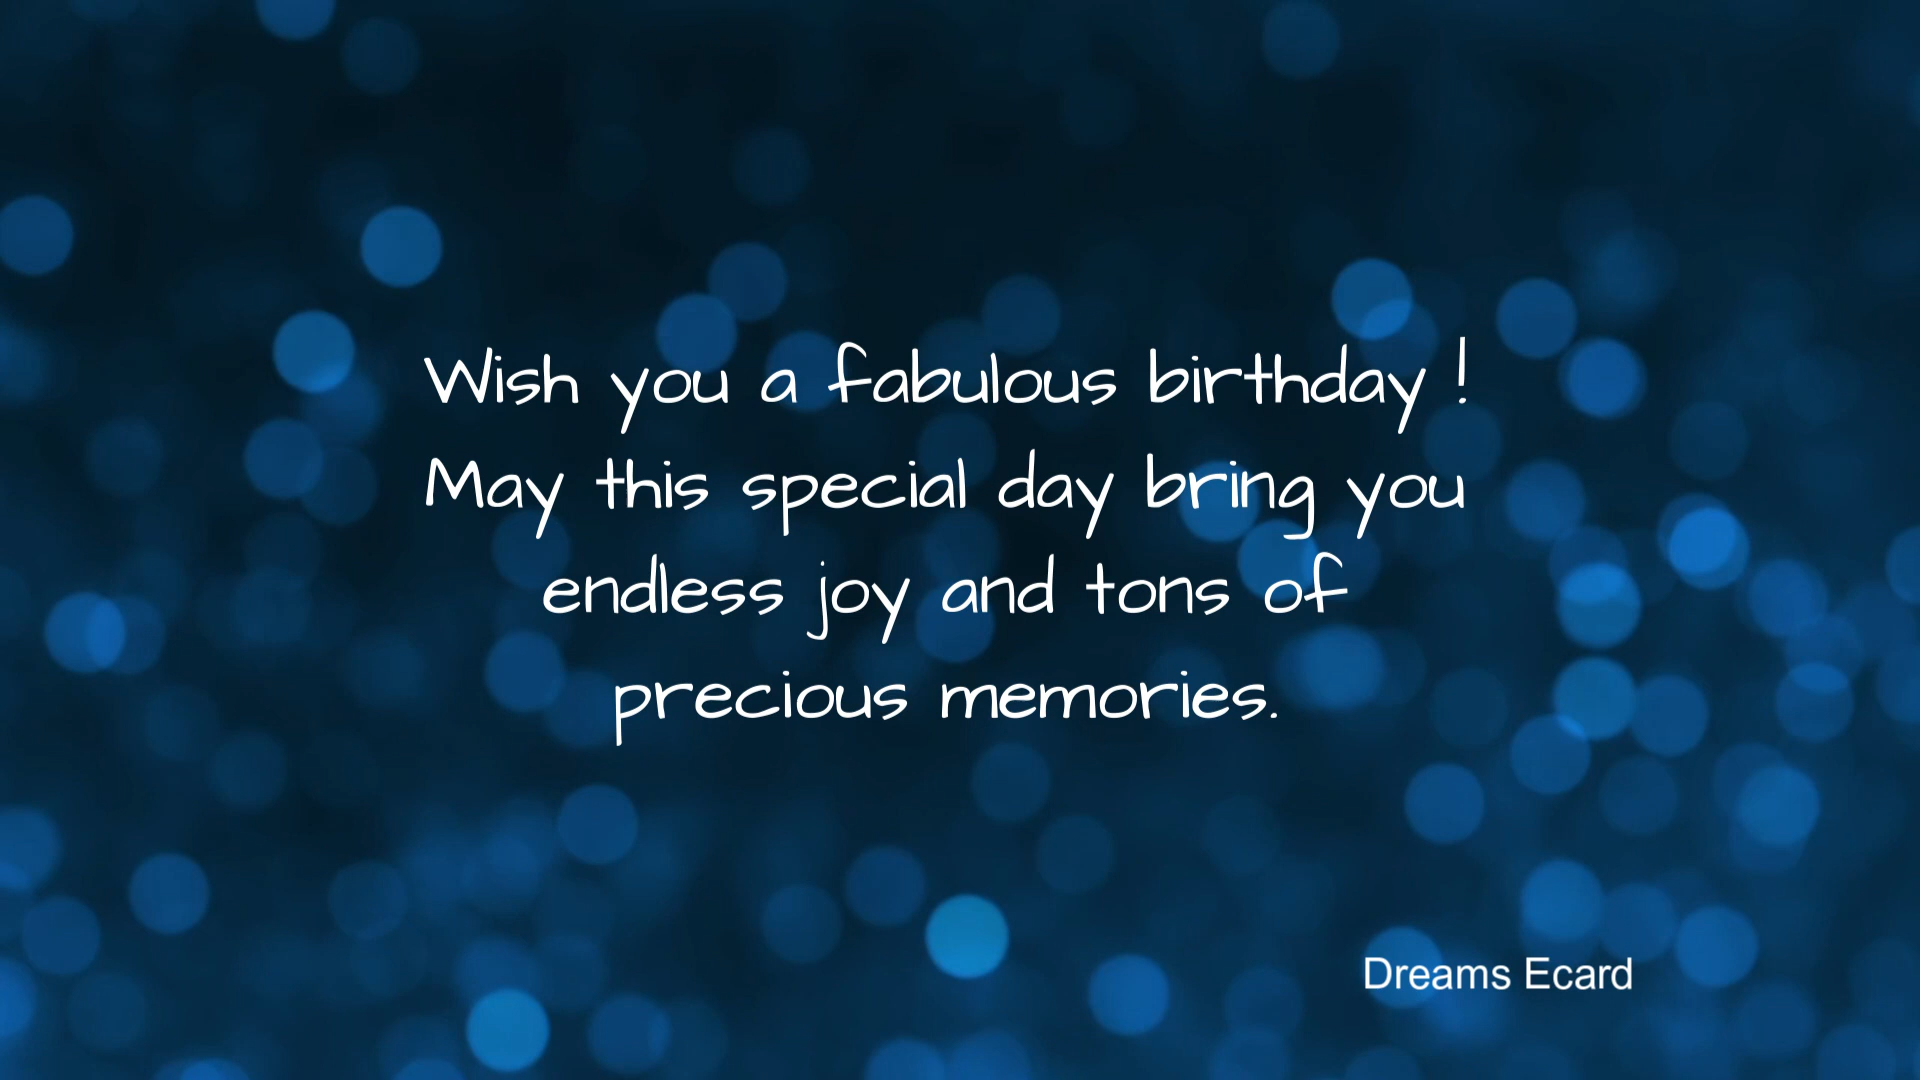 Wish you a fabulous birthday !
May this special day bring you
endless joy and tons of
precious memories.
Dreams Ecard